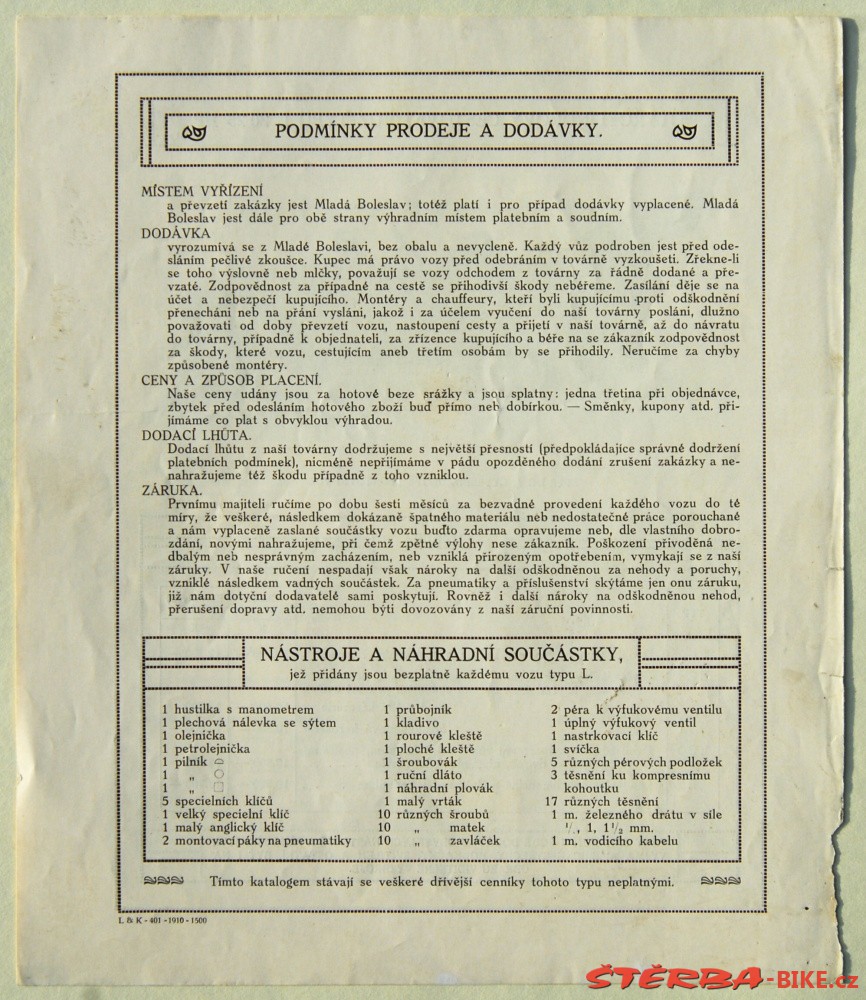 PODMÍNKY PRODEJE A DODÁVKY.
MÍSTEM VYŘÍZENÍ
a převzetí zakázky jest Mladá Boleslav; totéž platí i pro případ dodávky vyplacené. Mladá
Boleslav jest dále pro obě strany výhradním místem platebním a soudním.
DODÁVKA
vyrozumívá se z Mladé Boleslavi, bez obalu a nevycleně. Každý vůz podroben jest před ode-
sláním pečlivé zkoušce. Kupec má právo vozy před odebráním v továrně vyzkoušeti. Zřekne-li
se toho výslovně neb mlčky, považují se vozy odchodem z továrny za řádně dodané a pře-
vzaté. Zodpovědnost za případné na cestě se přihodivší škody nebéřeme. Zasílání děje se na
účet a nebezpečí kupujícího. Montéry a chauffeury, kteří byli kupujícímu proti odškodnění
přenecháni neb na přání vysláni, jakož i za účelem vyučení do naší továrny posláni, dlužno
považovati od doby převzetí vozu, nastoupení cesty a přijetí v naší továrně, až do návratu
do továrny, případně k objednateli, za zřízence kupujícího a béře na se zákazník zodpovědnost
za škody, které vozu, cestujícím aneb třetím osobám by se přihodily. Neručíme za chyby
způsobené montéry.
CENY A ZPŮSOB PLACENÍ.
Naše ceny udány jsou za hotové beze srážky a jsou splatny: jedna třetina při objednávce,
zbytek před odesláním hotového zboží buď přímo neb dobírkou. — Směnky, kupony atd. při-
jímáme co plat s obvyklou výhradou.
DODACÍ LHŮTA.
Dodací lhůtu z naší továrny dodržujeme s největší přesností (předpokládajíce správné dodržení
platebních podmínek), nicméně nepřijímáme v pádu opozděného dodání zrušení zakázky a ne-
nahražujeme též škodu případně z toho vzniklou.
ZÁRUKA.
Prvnímu majiteli ručíme po dobu šesti měsíců za bezvadné provedení každého vozu do té
míry, že veškeré, následkem dokázaně špatného materiálu neb nedostatečné práce porouchané
a nám vyplaceně zaslané součástky vozu buďto zdarma opravujeme neb, dle vlastního dobro-
zdání, novými nahražujeme, při čemž zpětné výlohy nese zákazník. Poškození přivoděná ne-
dbalým neb nesprávným zacházením, neb vzniklá přirozeným opotřebením, vymykají se z naší
záruky. V naše ručení nespadají však nároky na další odškodněnou za nehody a poruchy,
vzniklé následkem vadných součástek. Za pneumatiky a příslušenství skýtáme jen onu záruku,
již nám dotyční dodavatelé sami poskytují. Rovněž i další nároky na odškodněnou nehod,
přerušení dopravy atd. nemohou býti dovozovány z naší záruční povinnosti.
NÁSTROJE A NÁHRADNÍ SOUČÁSTKY,
jež přidány jsou bezplatně každému vozu typu L.
1 hustilka s manometrem
1 plechová nálevka se sýtem
1 olejnička
1 petrolejnička
1 pilník ⌓
1 „ ○
1 „ □
5 specielních klíčů
1 velký specielní klíč
1 malý anglický klíč
2 montovací páky na pneumatiky
1 průbojník
1 kladivo
1 rourové kleště
1 ploché kleště
1 šroubovák
1 ruční dláto
1 náhradní plovák
1 malý vrták
10 různých šroubů
10 „ matek
10 „ zavláček
2 péra k výfukovému ventilu
1 úplný výfukový ventil
1 nastrkovací klíč
1 svíčka
5 různých pérových podložek
3 těsnění ku kompresnímu
kohoutku
17 různých těsnění
1 m. železného drátu v síle
1, 1 1/2 mm.
1 m. vodicího kabelu
Tímto katalogem stávají se veškeré dřívější cenníky tohoto typu neplatnými.
L & K - 401 - 1910 - 1500
ŠTĚRBA-BIKE.cz